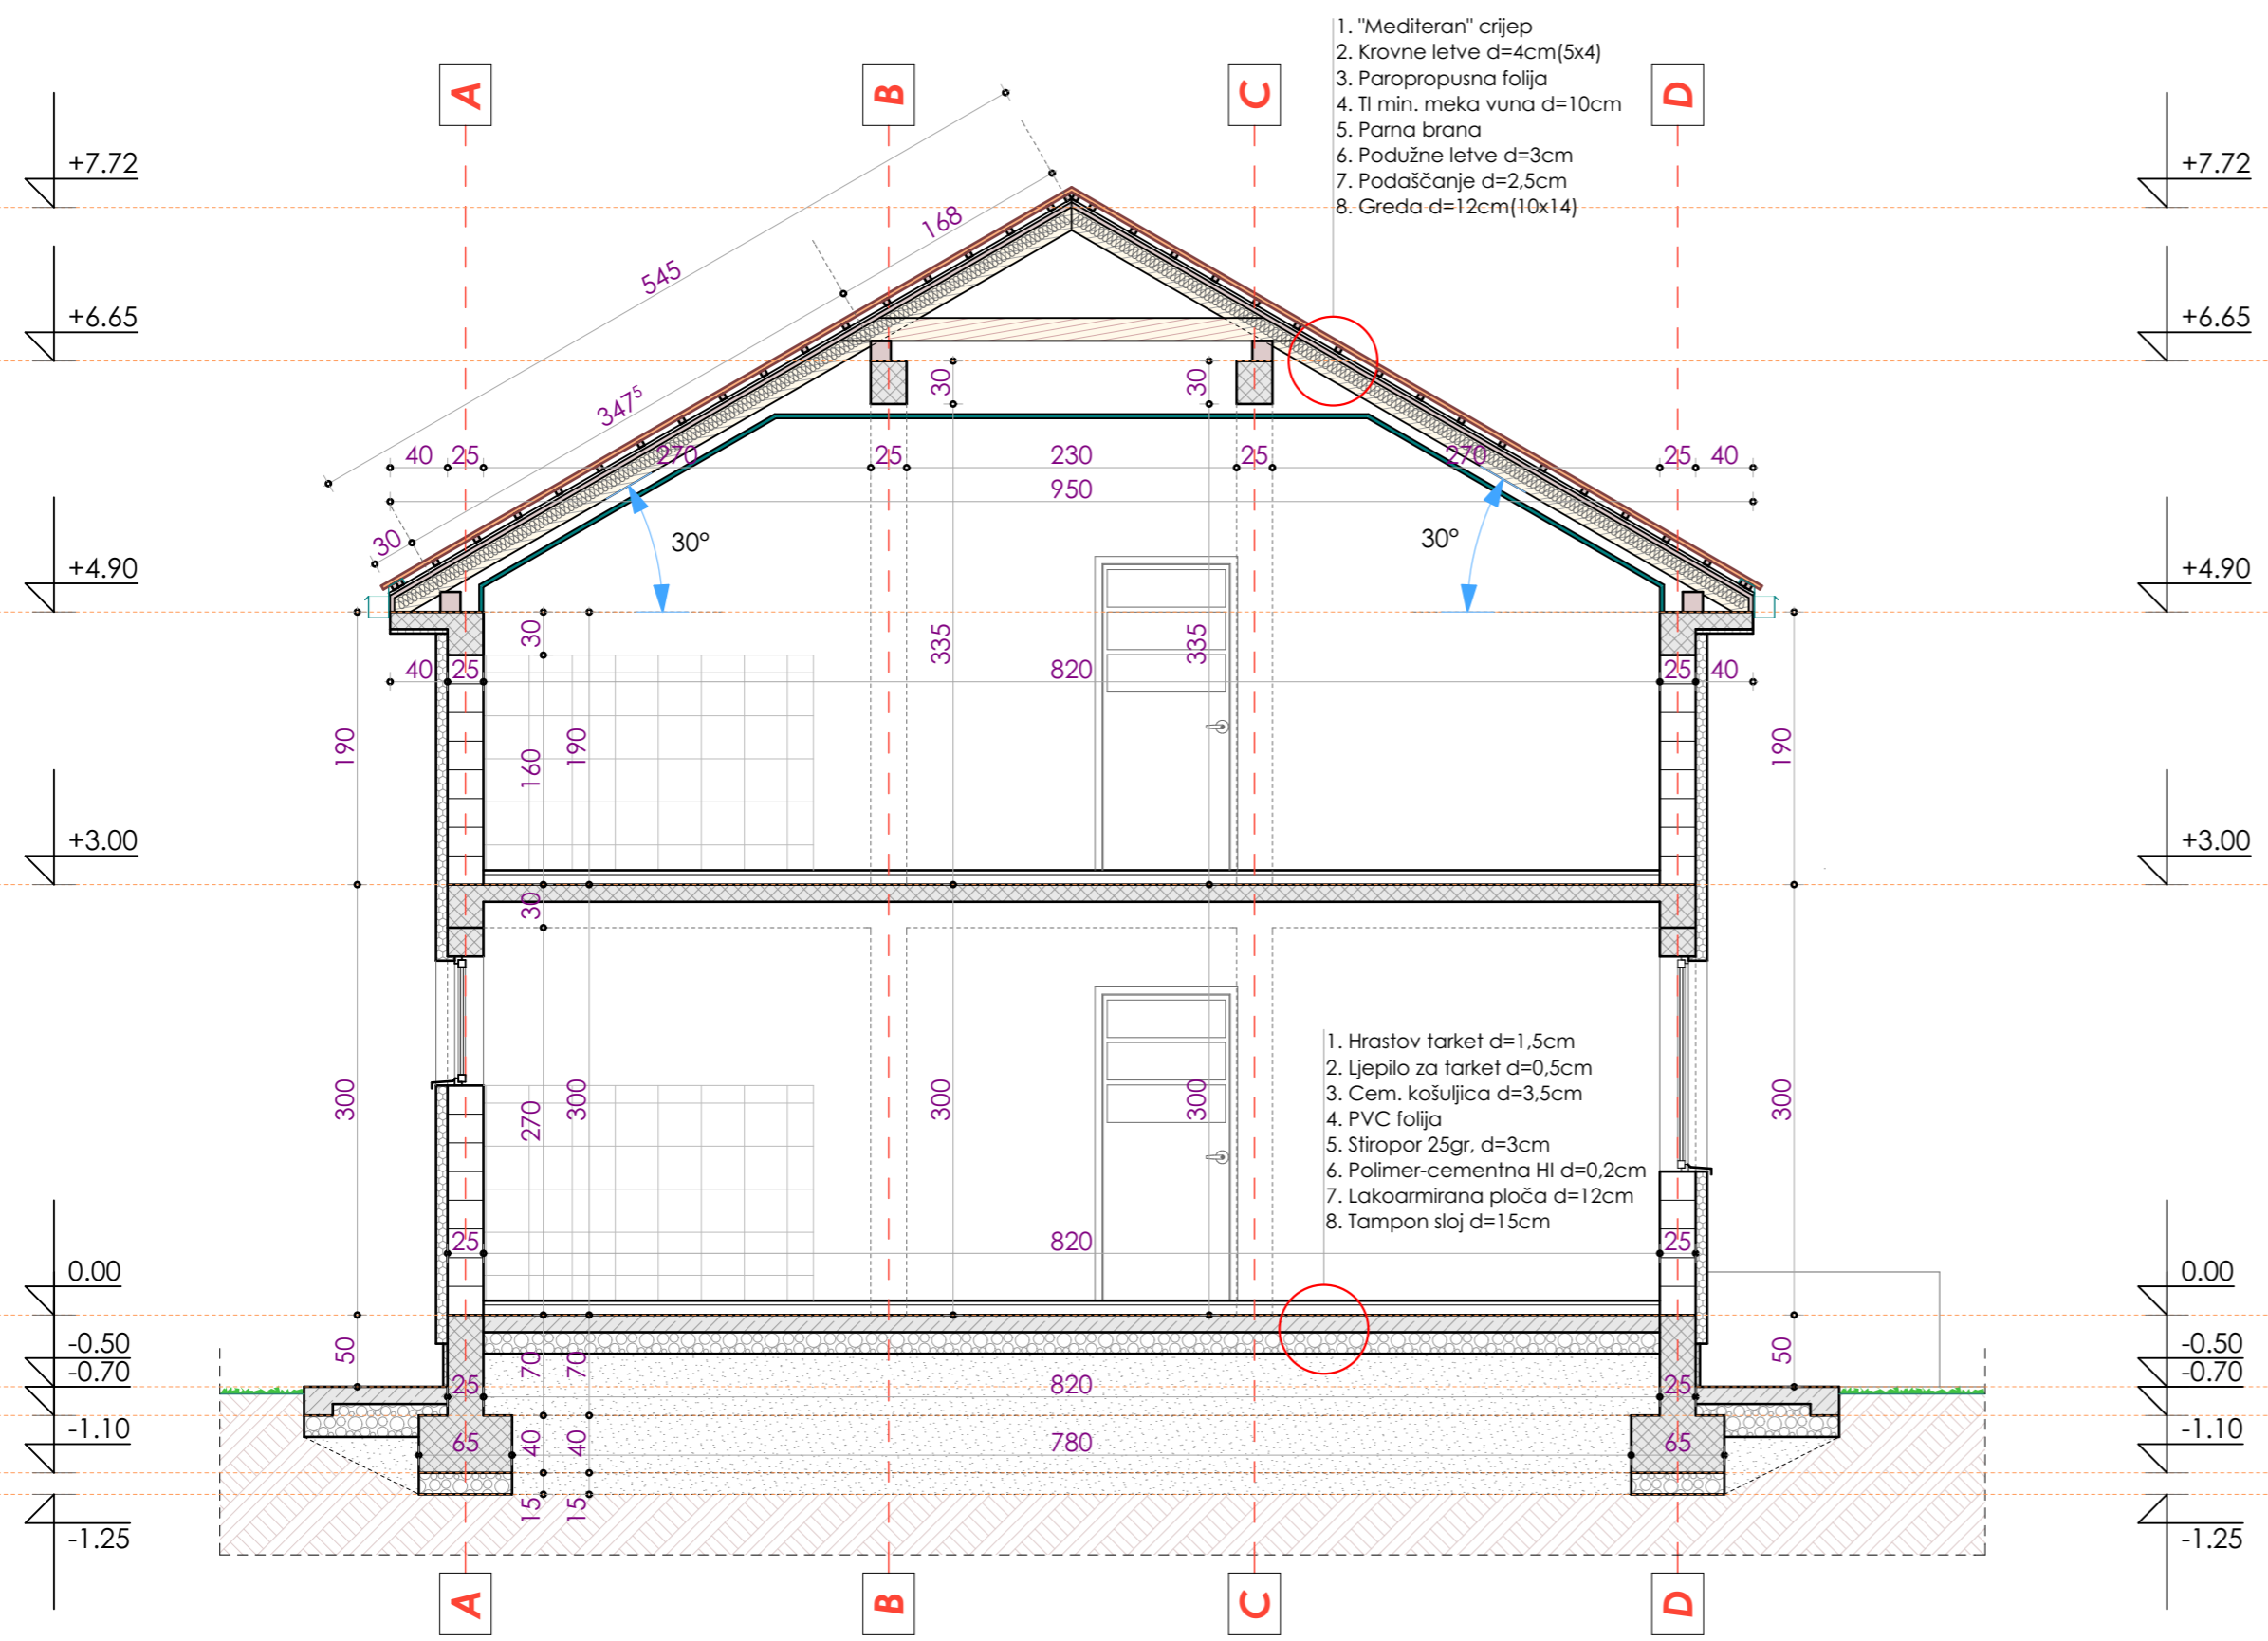 1. "Mediteran" crijep
2. Krovne letve d=4cm(5x4)
3. Paropropusna folija
4. TI min. meka vuna d=10cm
5. Parna brana
6. Podužne letve d=3cm
7. Podaščanje d=2,5cm
8. Greda d=12cm(10x14)
A B C D
+7.72 +7.72
168
545
+6.65 +6.65
30 30
347⁵
40 25 270 25 230 25 270 25 40
950
30
30° 30°
+4.90 +4.90
30 335 335
40 25 820 25 40
190 160 190 190
+3.00 +3.00
30
1. Hrastov tarket d=1,5cm
2. Ljepilo za tarket d=0,5cm
3. Cem. košuljica d=3,5cm
4. PVC folija
5. Stiropor 25gr, d=3cm
6. Polimer-cementna HI d=0,2cm
7. Lakoarmirana ploča d=12cm
8. Tampon sloj d=15cm
300 270 300 300 300 300
25 820 25
0.00 0.00
50 70 70 50
-0.50 -0.50
-0.70 -0.70
25 820 25
-1.10 -1.10
65 40 40 780 65
15 15
-1.25 -1.25
A B C D